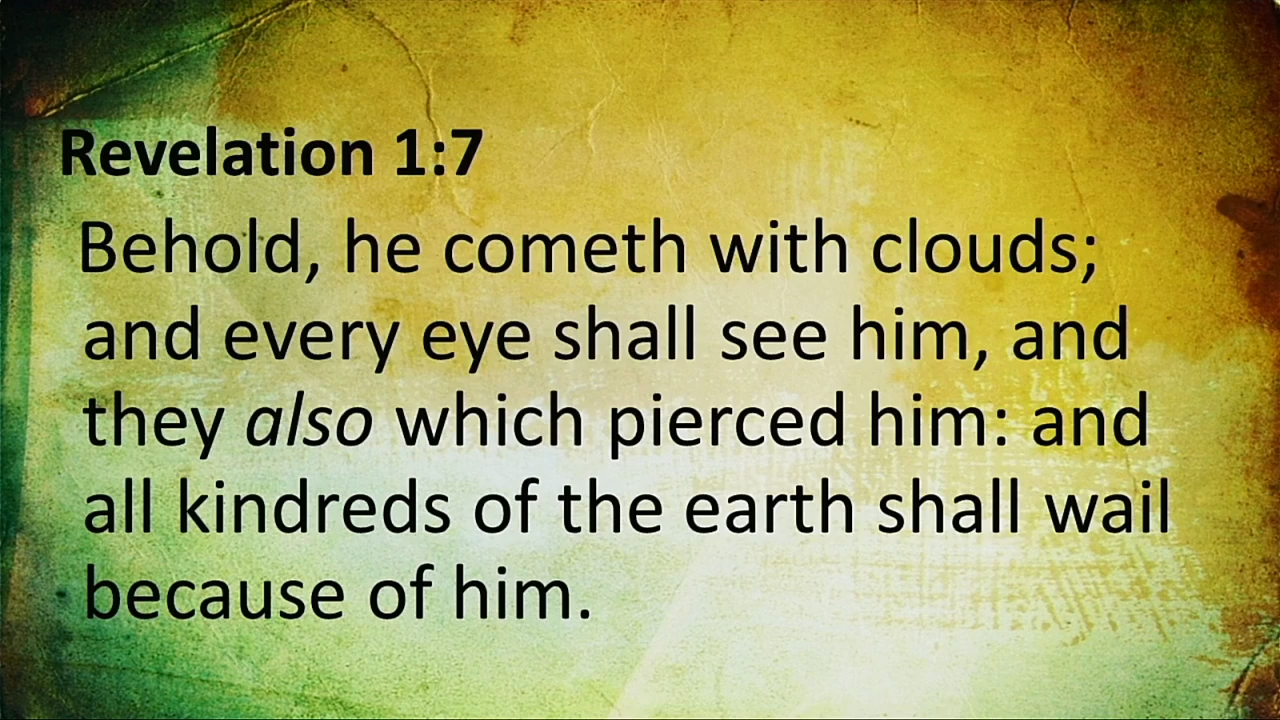 Revelation 1:7
Behold, he cometh with clouds;
and every eye shall see him, and
they also which pierced him: and
all kindreds of the earth shall wail
because of him.